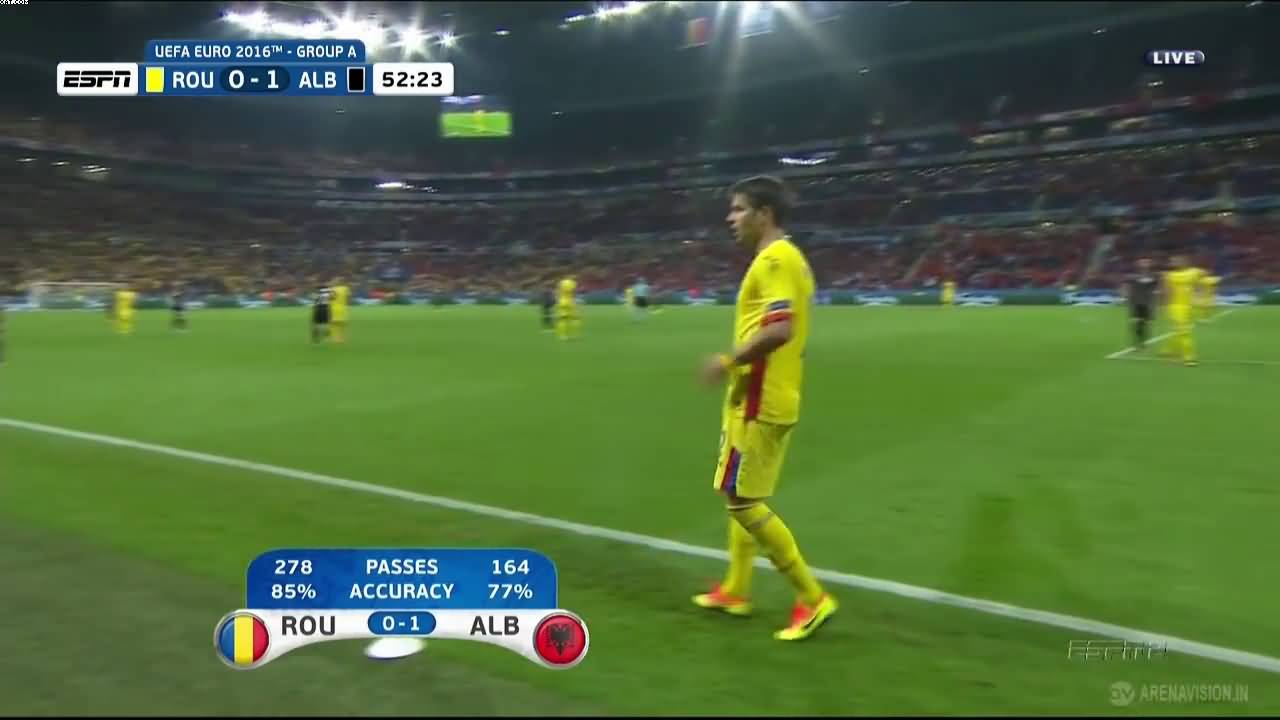 UEFA EURO 2016™ - GROUP A
ESPN ROU 0 - 1 ALB 52:23
LIVE
278 PASSES 164
85% ACCURACY 77%
ROU 0 - 1 ALB
ARENAVISION.IN